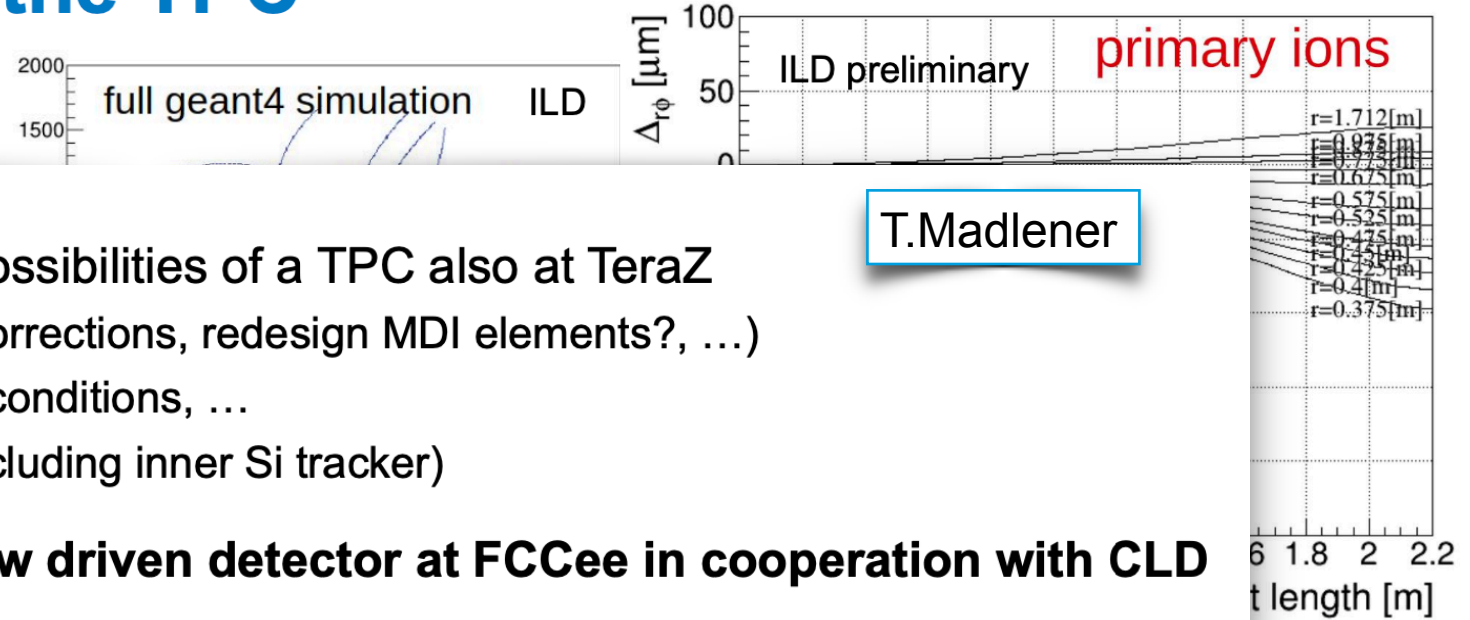 the TPC
2000
1500
full geant4 simulation ILD
Δrφ [μm]
100
50
0
ILD preliminary
primary ions
r=1.712[m]
r=0.675[m]
r=0.575[m]
r=0.525[m]
r=0.475[m]
r=0.425[m]
r=0.4[m]
r=0.375[m]
T.Madlener
ossibilities of a TPC also at TeraZ
orrections, redesign MDI elements?, …)
conditions, …
cluding inner Si tracker)
w driven detector at FCCee in cooperation with CLD
6 1.8 2 2.2
t length [m]